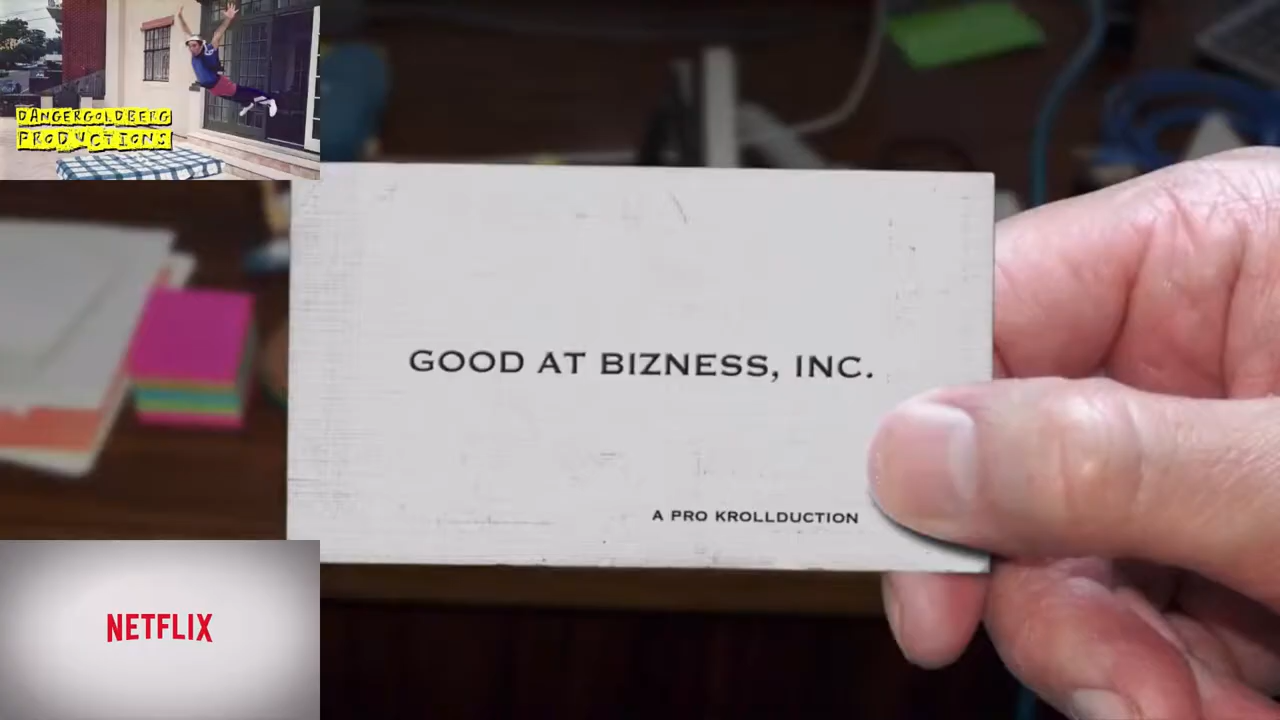 DANGERGOLDBERG
PRODUCTIONS
GOOD AT BIZNESS, INC.
A PRO KROLLDUCTION
NETFLIX